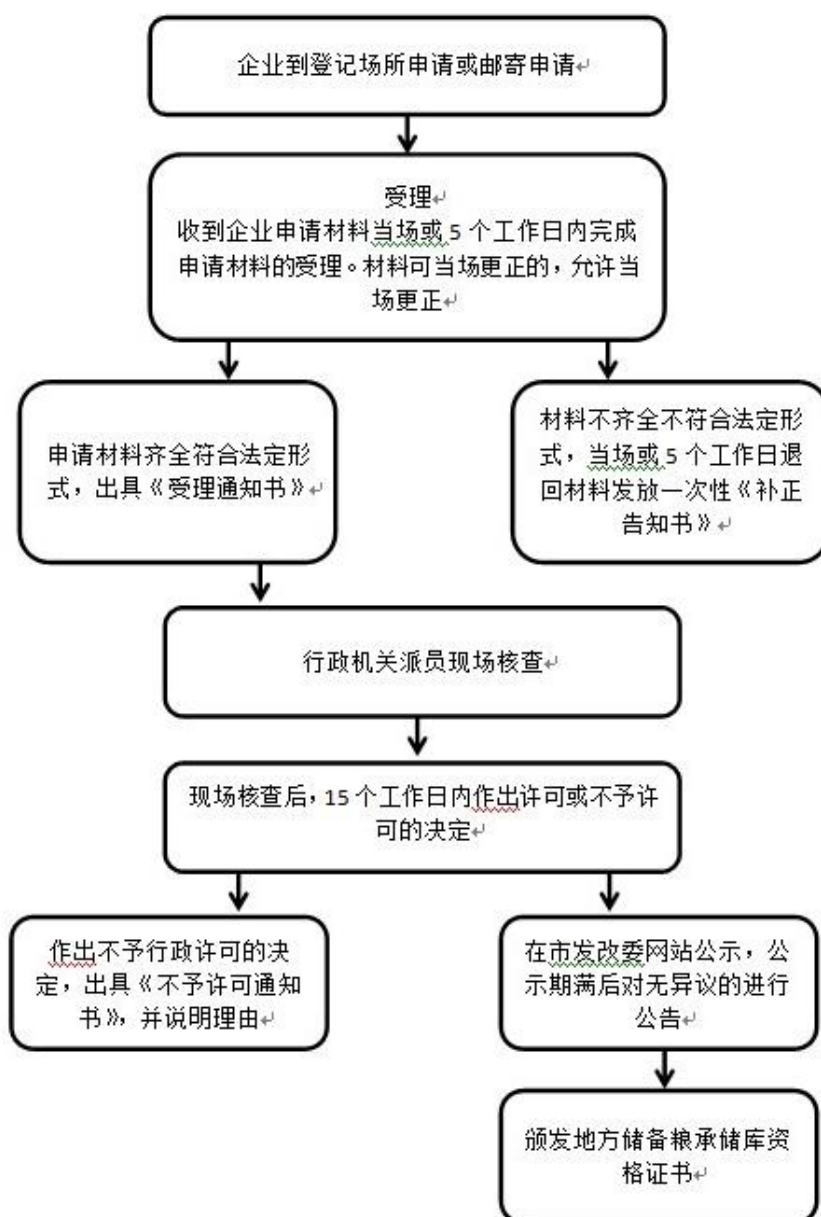 企业到登记场所申请或邮寄申请↵
受理↵
收到企业申请材料当场或5个工作日内完成
申请材料的受理。材料可当场更正的，允许当
场更正↵
申请材料齐全符合法定形
式，出具《受理通知书》↵
材料不齐全不符合法定形
式，当场或5个工作日退
回材料发放一次性《补正
告知书》↵
行政机关派员现场核查↵
现场核查后，15个工作日内作出许可或不予许
可的决定↵
作出不予行政许可的决
定，出具《不予许可通知
书》，并说明理由↵
在市发改委网站公示，公
示期满后对无异议的进行
公告↵
颁发地方储备粮承储库资
格证书↵